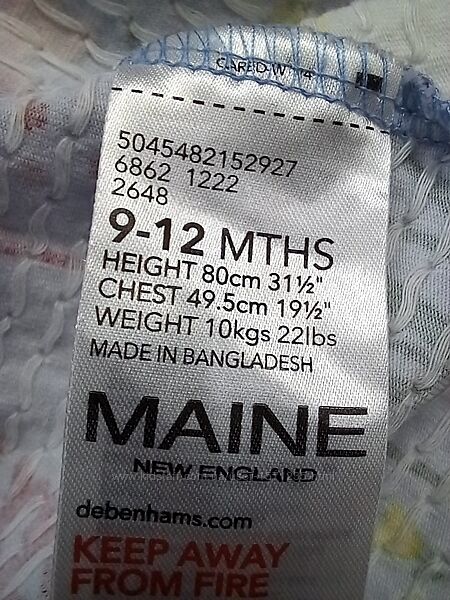 5045482152927
6862 1222
2648
9-12 MTHS
HEIGHT 80cm 31½"
CHEST 49.5cm 19½"
WEIGHT 10kgs 22lbs
MADE IN BANGLADESH
MAINE
NEW ENGLAND
debenhams.com
KEEP AWAY
FROM FIRE